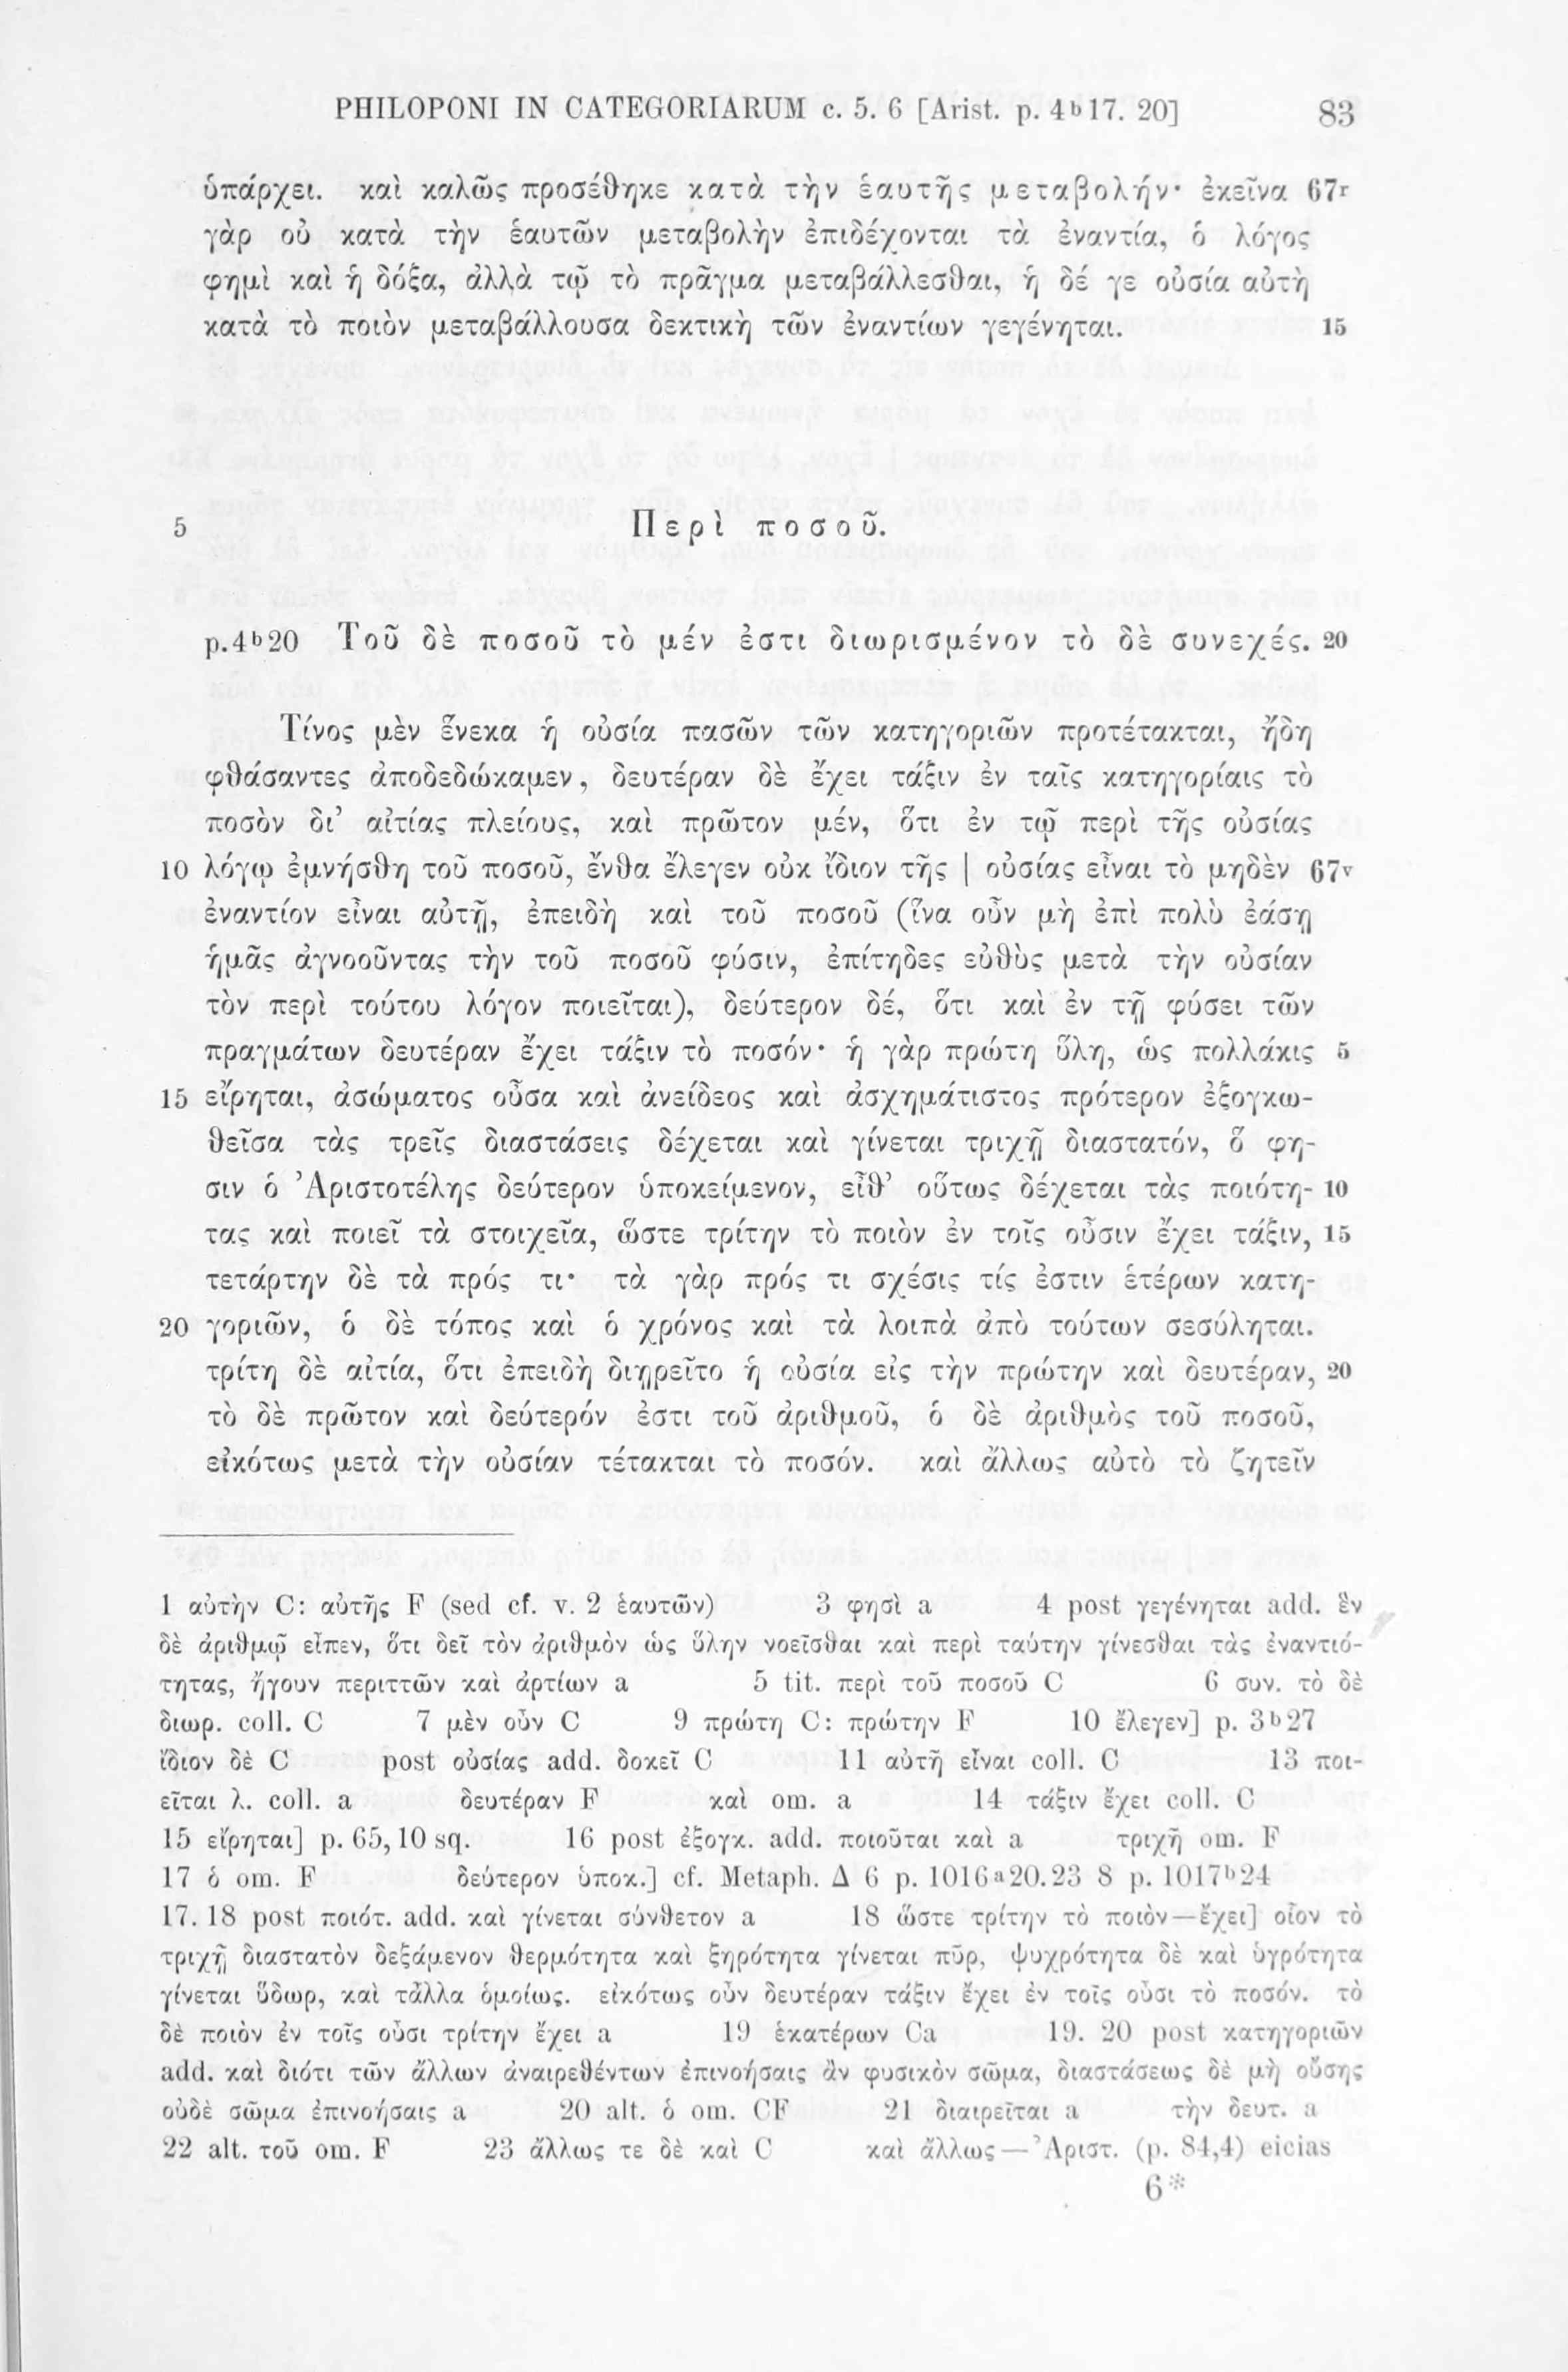 PHILOPONI IN CATEGORIARUM c. 5. 6 [Arist. p. 4b17. 20] 83
ὑπάρχει. καὶ καλῶς προσέθηκε κατὰ τὴν ἑαυτῆς μεταβολήν· ἐκεῖνα 67r
γὰρ οὐ κατὰ τὴν ἑαυτῶν μεταβολὴν ἐπιδέχονται τὰ ἐναντία, ὁ λόγος
φημὶ καὶ ἡ δόξα, ἀλλὰ τῷ τὸ πρᾶγμα μεταβάλλεσθαι, ἡ δέ γε οὐσία αὐτὴ
κατὰ τὸ ποιὸν μεταβάλλουσα δεκτικὴ τῶν ἐναντίων γεγένηται. 15
5 Περὶ ποσοῦ.
p.4b20 Τοῦ δὲ ποσοῦ τὸ μέν ἐστι διωρισμένον τὸ δὲ συνεχές. 20
Τίνος μὲν ἕνεκα ἡ οὐσία πασῶν τῶν κατηγοριῶν προτέτακται, ἤδη
φθάσαντες ἀποδεδώκαμεν, δευτέραν δὲ ἔχει τάξιν ἐν ταῖς κατηγορίαις τὸ
ποσὸν δι’ αἰτίας πλείους, καὶ πρῶτον μέν, ὅτι ἐν τῷ περὶ τῆς οὐσίας
10 λόγῳ ἐμνήσθη τοῦ ποσοῦ, ἔνθα ἔλεγεν οὐκ ἴδιον τῆς | οὐσίας εἶναι τὸ μηδὲν 67v
ἐναντίον εἶναι αὐτῇ, ἐπειδὴ καὶ τοῦ ποσοῦ (ἵνα οὖν μὴ ἐπὶ πολὺ ἐάσῃ
ἡμᾶς ἀγνοοῦντας τὴν τοῦ ποσοῦ φύσιν, ἐπίτηδες εὐθὺς μετὰ τὴν οὐσίαν
τὸν περὶ τούτου λόγον ποιεῖται), δεύτερον δέ, ὅτι καὶ ἐν τῇ φύσει τῶν
πραγμάτων δευτέραν ἔχει τάξιν τὸ ποσόν· ἡ γὰρ πρώτη ὕλη, ὡς πολλάκις 5
15 εἴρηται, ἀσώματος οὖσα καὶ ἀνείδεος καὶ ἀσχημάτιστος πρότερον ἐξογκω-
θεῖσα τὰς τρεῖς διαστάσεις δέχεται καὶ γίνεται τριχῇ διαστατόν, ὅ φη-
σιν ὁ Ἀριστοτέλης δεύτερον ὑποκείμενον, εἶθ’ οὕτως δέχεται τὰς ποιότη- 10
τας καὶ ποιεῖ τὰ στοιχεῖα, ὥστε τρίτην τὸ ποιὸν ἐν τοῖς οὖσιν ἔχει τάξιν, 15
τετάρτην δὲ τὰ πρός τι· τὰ γὰρ πρός τι σχέσις τίς ἐστιν ἑτέρων κατη-
20 γοριῶν, ὁ δὲ τόπος καὶ ὁ χρόνος καὶ τὰ λοιπὰ ἀπὸ τούτων σεσύληται.
τρίτη δὲ αἰτία, ὅτι ἐπειδὴ διῃρεῖτο ἡ οὐσία εἰς τὴν πρώτην καὶ δευτέραν, 20
τὸ δὲ πρῶτον καὶ δεύτερόν ἐστι τοῦ ἀριθμοῦ, ὁ δὲ ἀριθμὸς τοῦ ποσοῦ,
εἰκότως μετὰ τὴν οὐσίαν τέτακται τὸ ποσόν. καὶ ἄλλως αὐτὸ τὸ ζητεῖν
1 αὐτὴν C: αὐτῆς F (sed cf. v. 2 ἑαυτῶν) 3 φησὶ a 4 post γεγένηται add. ἓν
δὲ ἀριθμῷ εἶπεν, ὅτι δεῖ τὸν ἀριθμὸν ὡς ὕλην νοεῖσθαι καὶ περὶ ταύτην γίνεσθαι τὰς ἐναντιό-
τητας, ἤγουν περιττῶν καὶ ἀρτίων a 5 tit. περὶ τοῦ ποσοῦ C 6 συν. τὸ δὲ
διωρ. coll. C 7 μὲν οὖν C 9 πρώτη C: πρώτην F 10 ἔλεγεν] p. 3b27
ἴδιον δὲ C post οὐσίας add. δοκεῖ C 11 αὐτῇ εἶναι coll. C 13 ποι-
εῖται λ. coll. a δευτέραν F καὶ om. a 14 τάξιν ἔχει coll. C
15 εἴρηται] p. 65,10 sq. 16 post ἐξογκ. add. ποιοῦται καὶ a τριχῇ om. F
17 ὁ om. F δεύτερον ὑποκ.] cf. Metaph. Δ 6 p. 1016a20.23 8 p. 1017b24
17. 18 post ποιότ. add. καὶ γίνεται σύνθετον a 18 ὥστε τρίτην τὸ ποιὸν—ἔχει] οἷον τὸ
τριχῇ διαστατὸν δεξάμενον θερμότητα καὶ ξηρότητα γίνεται πῦρ, ψυχρότητα δὲ καὶ ὑγρότητα
γίνεται ὕδωρ, καὶ τἆλλα ὁμοίως. εἰκότως οὖν δευτέραν τάξιν ἔχει ἐν τοῖς οὖσι τὸ ποσόν. τὸ
δὲ ποιὸν ἐν τοῖς οὖσι τρίτην ἔχει a 19 ἑκατέρων Ca 19. 20 post κατηγοριῶν
add. καὶ διότι τῶν ἄλλων ἀναιρεθέντων ἐπινοήσαις ἂν φυσικὸν σῶμα, διαστάσεως δὲ μὴ οὔσης
οὐδὲ σῶμα ἐπινοήσαις a 20 alt. ὁ om. CF 21 διαιρεῖται a τὴν δευτ. a
22 alt. τοῦ om. F 23 ἄλλως τε δὲ καὶ C καὶ ἄλλως—Ἀριστ. (p. 84,4) eicias
6*